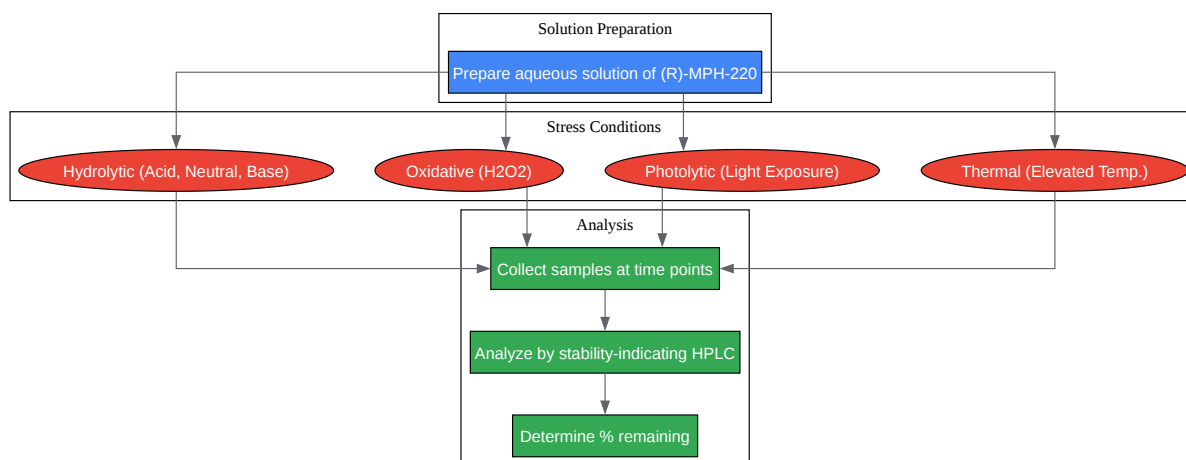 Solution Preparation
Prepare aqueous solution of (R)-MPH-220
Stress Conditions
Hydrolytic (Acid, Neutral, Base)
Oxidative (H2O2)
Photolytic (Light Exposure)
Thermal (Elevated Temp.)
Analysis
Collect samples at time points
Analyze by stability-indicating HPLC
Determine % remaining